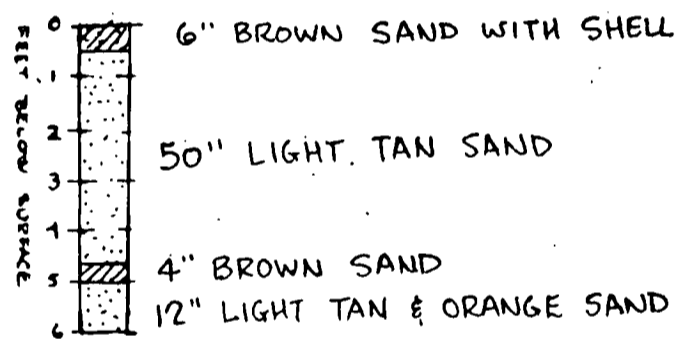 0
6" BROWN SAND WITH SHELL
1
2
50" LIGHT TAN SAND
3
4
4" BROWN SAND
5
12" LIGHT TAN & ORANGE SAND
6
FEET BELOW SURFACE